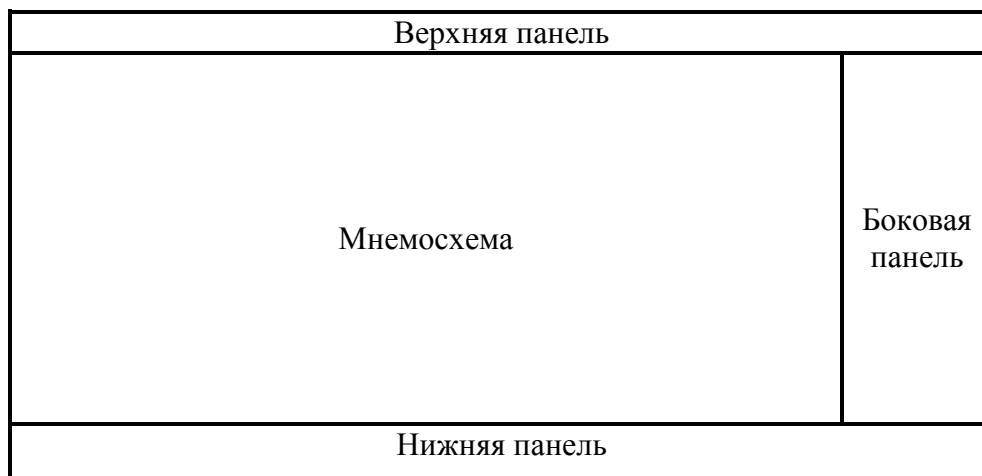 Верхняя панель
Мнемосхема
Боковая
панель
Нижняя панель